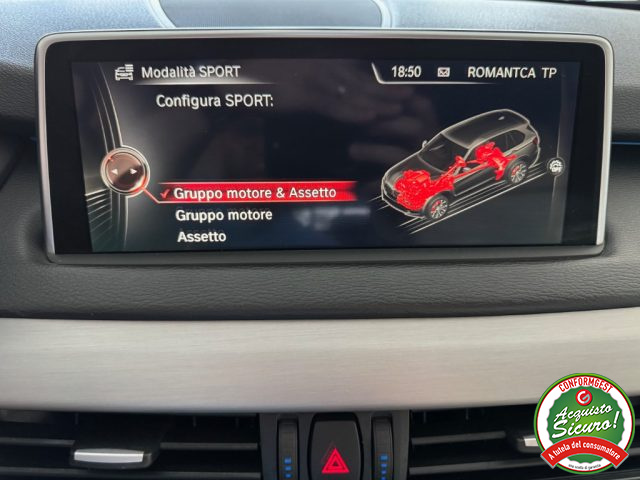 Modalità SPORT
18:50
ROMANTCA TP
Configura SPORT:
Gruppo motore & Assetto
Gruppo motore
Assetto
CONFORMGEST
Acquisto
Sicuro!
A tutela del consumatore